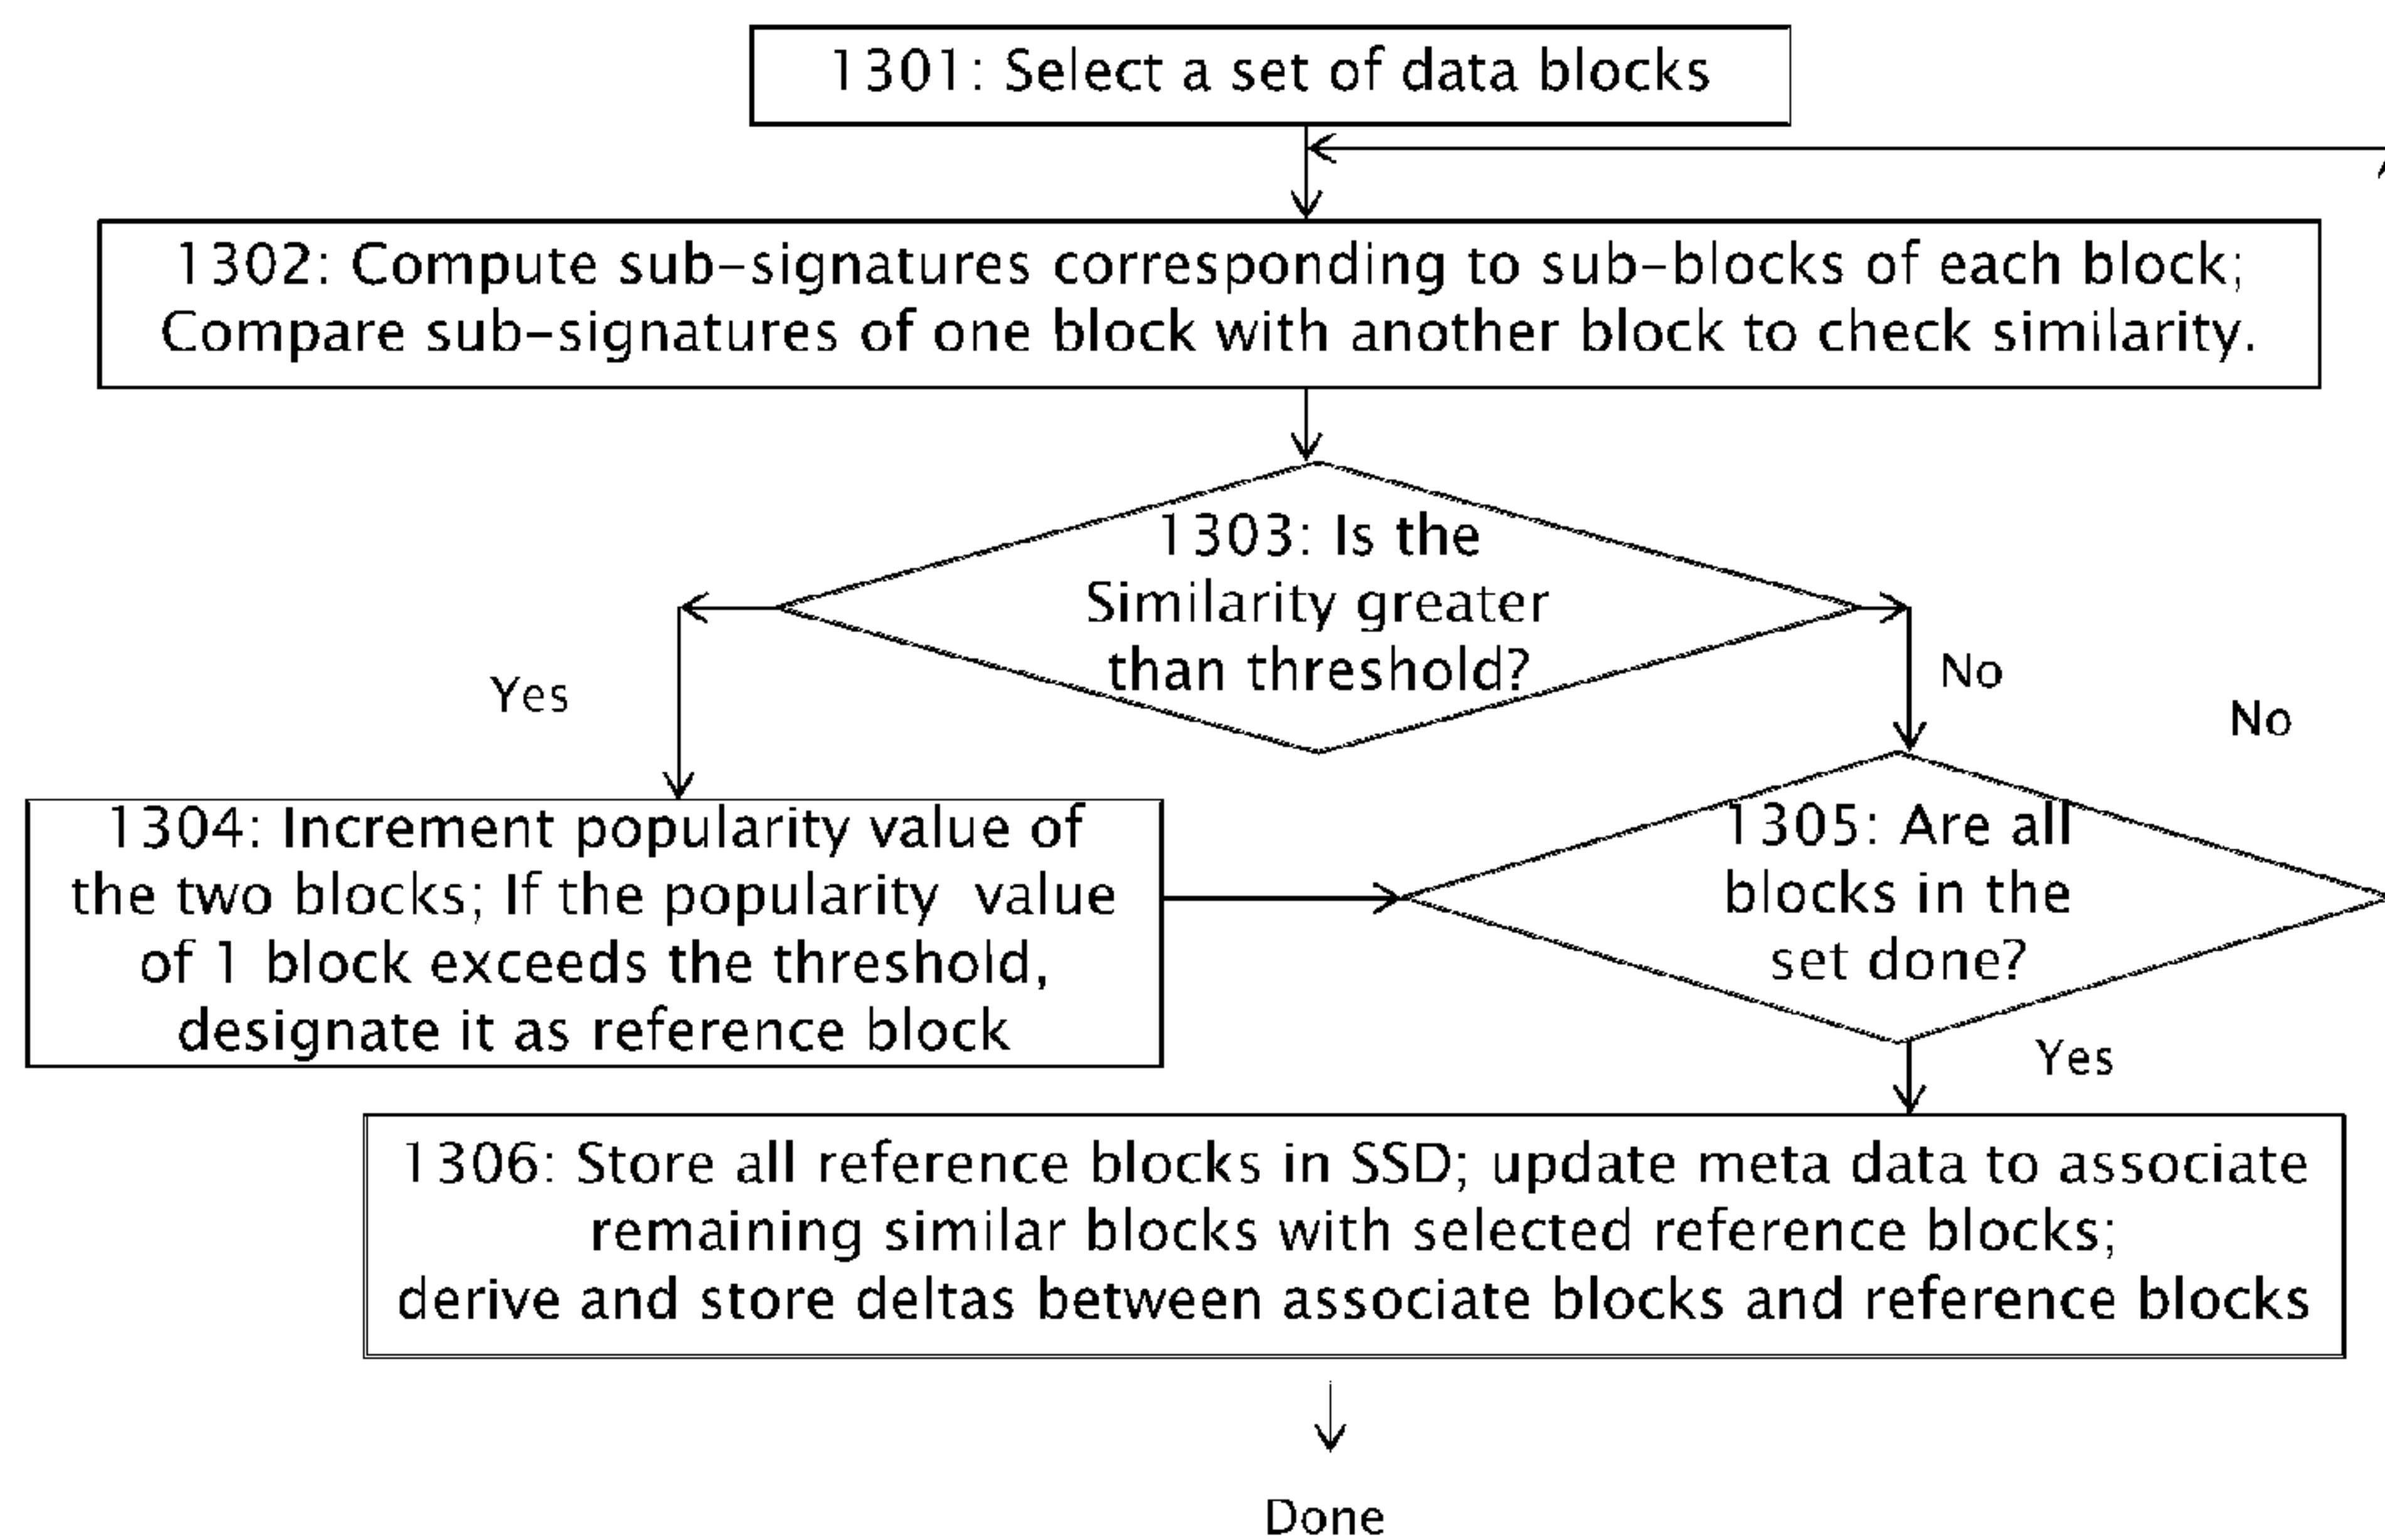 1301: Select a set of data blocks
1302: Compute sub-signatures corresponding to sub-blocks of each block;
Compare sub-signatures of one block with another block to check similarity.
1303: Is the
Similarity greater
than threshold?
Yes
No
No
1304: Increment popularity value of
the two blocks; If the popularity value
of 1 block exceeds the threshold,
designate it as reference block
1305: Are all
blocks in the
set done?
Yes
1306: Store all reference blocks in SSD; update meta data to associate
remaining similar blocks with selected reference blocks;
derive and store deltas between associate blocks and reference blocks
Done